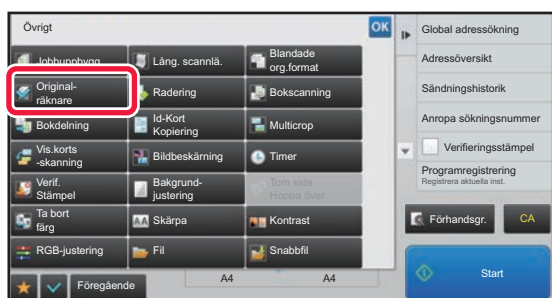 Övrigt
OK
Jobbuppbygg
Lång. scannlä.
Blandade
org.format
Original-
räknare
Radering
Bokscanning
Bokdelning
Id-Kort
Kopiering
Multicrop
Vis.korts
-skanning
Bildbeskärning
Timer
Verif.
Stämpel
Bakgrund-
justering
Tom sida
Hoppa över
Ta bort
färg
Skärpa
Kontrast
RGB-justering
Fil
Snabbfil
Föregående
A4
A4
Global adressökning
Adressöversikt
Sändningshistorik
Anropa sökningsnummer
Verifieringsstämpel
Programregistrering
Registrera aktuella inst.
Förhandsgr.
CA
Start